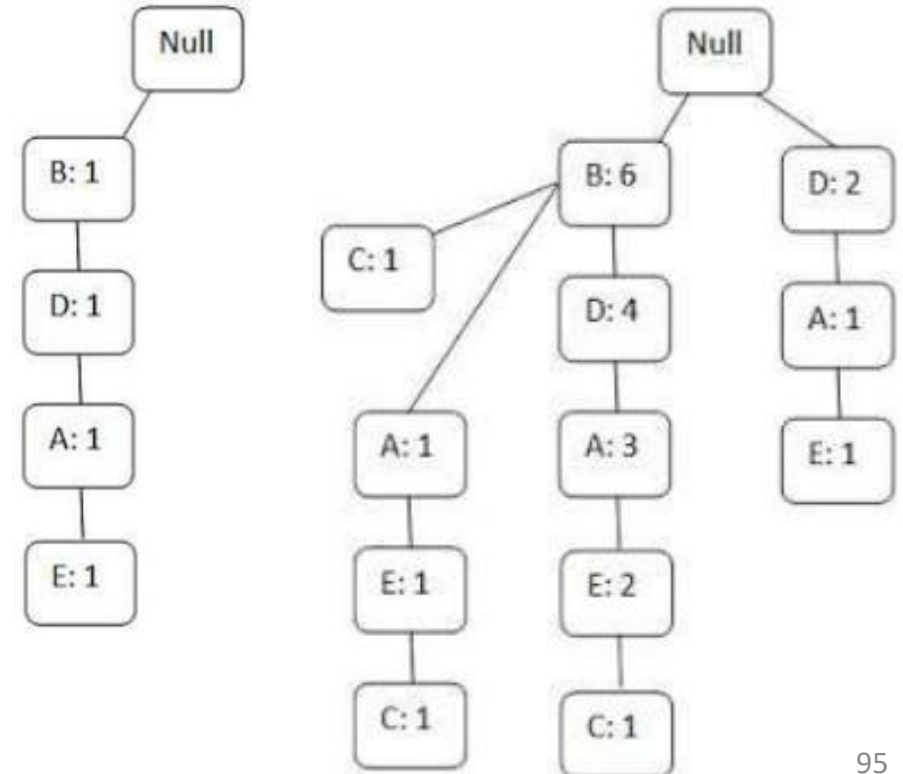 Null
B: 1
D: 1
A: 1
E: 1
Null
B: 6
D: 2
C: 1
D: 4
A: 1
A: 1
A: 3
E: 1
E: 1
E: 2
C: 1
C: 1
95